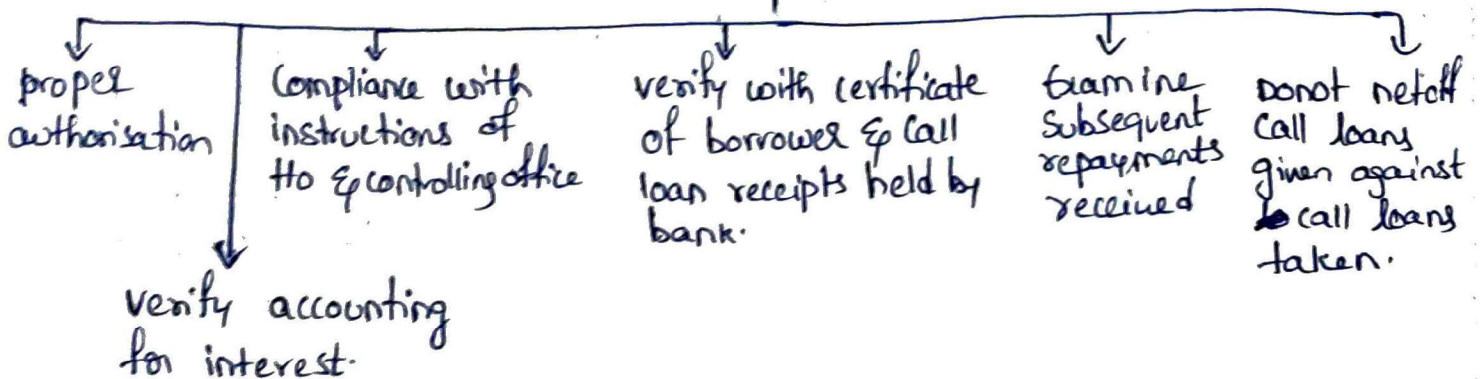 proper
authorisation
verify accounting
for interest.
Compliance with
instructions of
HO & controlling office
verify with certificate
of borrower & call
loan receipts held by
bank.
Examine
subsequent
repayments
received
Donot netoff
call loans
given against
call loans
taken.